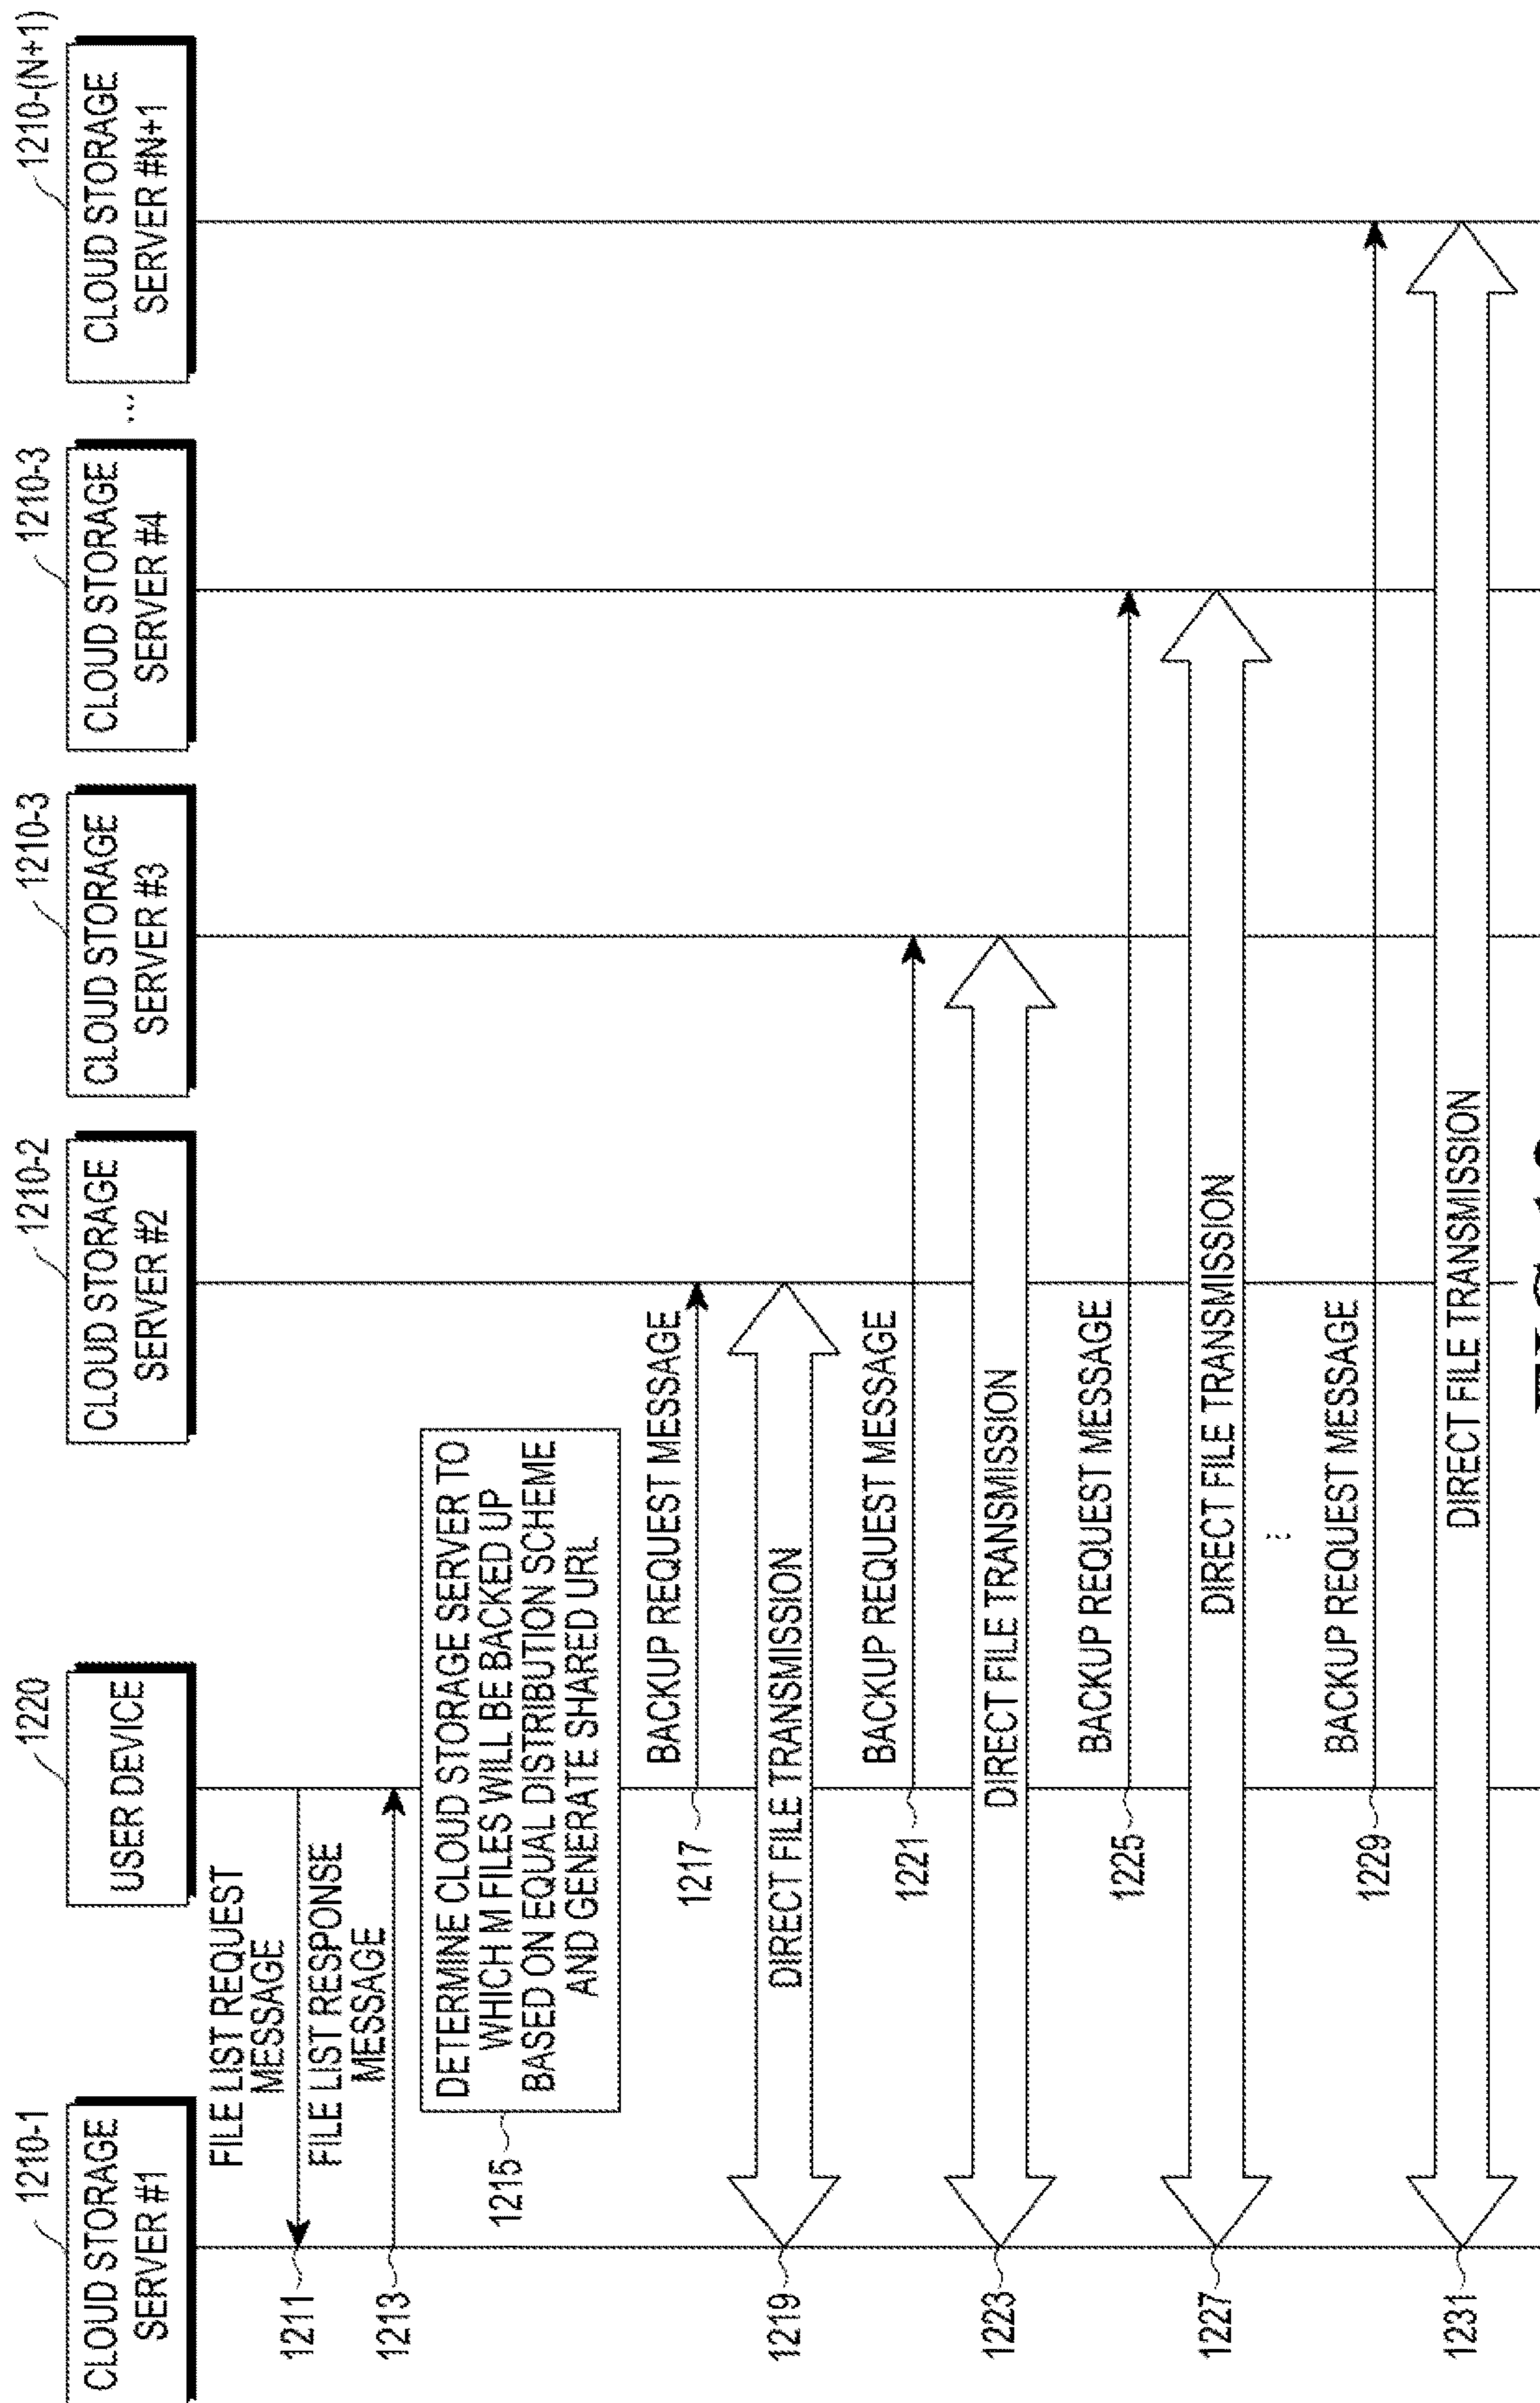 1210-1
CLOUD STORAGE
SERVER #1
1220
USER DEVICE
1210-2
CLOUD STORAGE
SERVER #2
1210-3
CLOUD STORAGE
SERVER #3
1210-3
CLOUD STORAGE
SERVER #4
...
1210-(N+1)
CLOUD STORAGE
SERVER #N+1
FILE LIST REQUEST
MESSAGE
1211
FILE LIST RESPONSE
MESSAGE
1213
DETERMINE CLOUD STORAGE SERVER TO
WHICH M FILES WILL BE BACKED UP
BASED ON EQUAL DISTRIBUTION SCHEME
AND GENERATE SHARED URL
1215
BACKUP REQUEST MESSAGE
1217
DIRECT FILE TRANSMISSION
1219
BACKUP REQUEST MESSAGE
1221
DIRECT FILE TRANSMISSION
1223
BACKUP REQUEST MESSAGE
1225
DIRECT FILE TRANSMISSION
1227
...
BACKUP REQUEST MESSAGE
1229
DIRECT FILE TRANSMISSION
1231